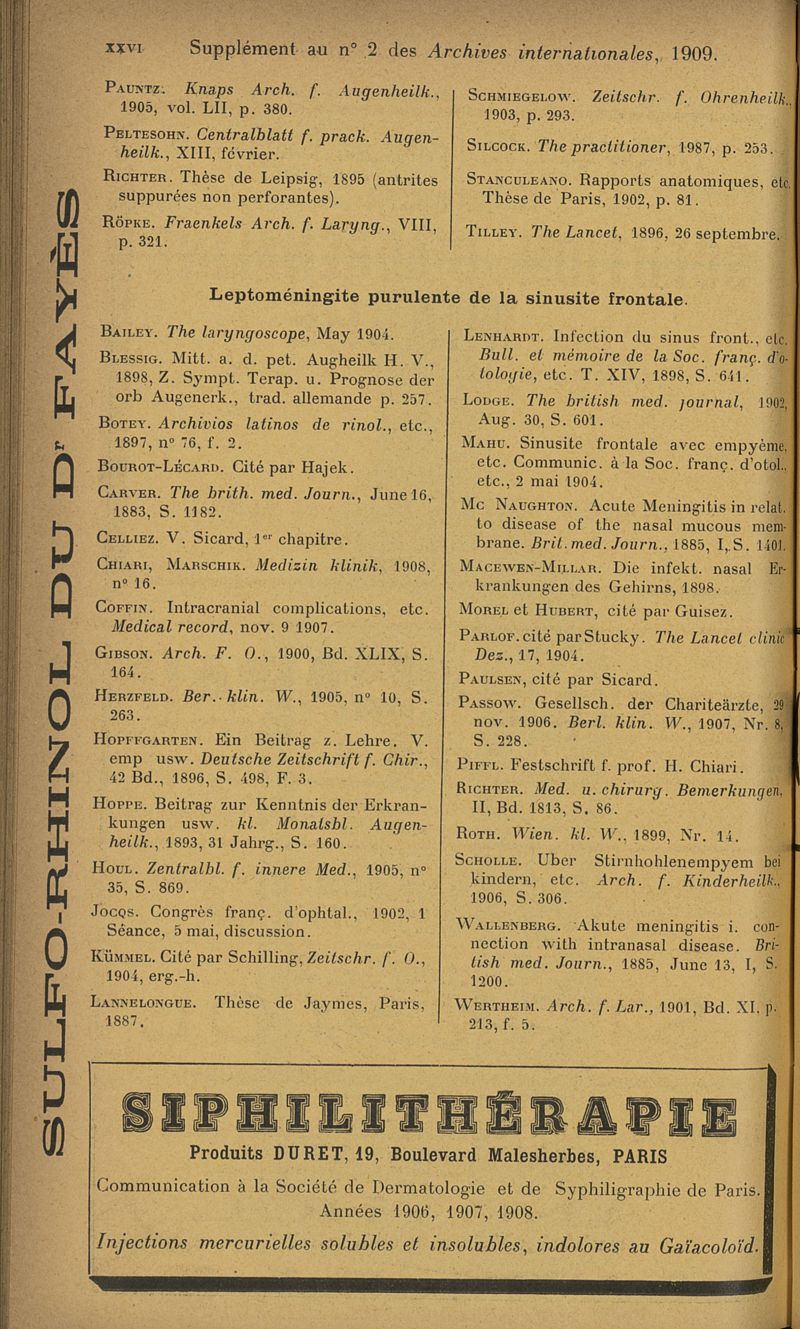 XXVI Supplément au n° 2 des Archives internationales, 1909.
PAUNTZ. Knaps Arch. f. Augenheilk.,
1905, vol. LII, p. 380.
PELTESOHN. Centralblatt f. prack. Augen-
heilk., XIII, février.
RICHTER. Thèse de Leipsig, 1895 (antrites
suppurées non perforantes).
RÖPKE. Fraenkels Arch. f. Laryng., VIII,
p. 321.
SCHMIEGELOW. Zeitschr. f. Ohrenheilk.,
1903, p. 293.
SILCOCK. The practitioner, 1987, p. 253.
STANCULEANO. Rapports anatomiques, etc.
Thèse de Paris, 1902, p. 81.
TILLEY. The Lancet, 1896, 26 septembre.
Leptoméningite purulente de la sinusite frontale.
BAILEY. The laryngoscope, May 1904.
BLESSIG. Mitt. a. d. pet. Augheilk H. V.,
1898, Z. Sympt. Terap. u. Prognose der
orb Augenerk., trad. allemande p. 257.
BOTEY. Archivios latinos de rinol., etc.,
1897, n° 76, f. 2.
BOUROT-LÉCARD. Cité par Hajek.
CARVER. The brith. med. Journ., June 16,
1883, S. 1182.
CELLIEZ. V. Sicard, 1er chapitre.
CHIARI, MARSCHIK. Medizin klinik, 1908,
n° 16.
COFFIN. Intracranial complications, etc.
Medical record, nov. 9 1907.
GIBSON. Arch. F. O., 1900, Bd. XLIX, S.
164.
HERZFELD. Ber. klin. W., 1905, n° 10, S.
263.
HOPFFGARTEN. Ein Beitrag z. Lehre. V.
emp usw. Deutsche Zeitschrift f. Chir.,
42 Bd., 1896, S. 498, F. 3.
HOPPE. Beitrag zur Kenntnis der Erkran-
kungen usw. kl. Monatsbl. Augen-
heilk., 1893, 31 Jahrg., S. 160.
HOUL. Zentralbl. f. innere Med., 1905, n°
35, S. 869.
JOCQS. Congrès franç. d'ophtal., 1902, 1
Séance, 5 mai, discussion.
KÜMMEL. Cité par Schilling, Zeitschr. f. O.,
1904, erg.-h.
LANNELONGUE. Thèse de Jaymes, Paris,
1887.
LENHARDT. Infection du sinus front., etc.
Bull. et mémoire de la Soc. franç. d'o-
tologie, etc. T. XIV, 1898, S. 641.
LODGE. The british med. journal, 1902,
Aug. 30, S. 601.
MAHU. Sinusite frontale avec empyème,
etc. Communic. à la Soc. franç. d'otol.,
etc., 2 mai 1904.
MC NAUGHTON. Acute Meningitis in relat.
to disease of the nasal mucous mem-
brane. Brit. med. Journ., 1885, I, S. 1401.
MACEWEN-MILLAR. Die infekt. nasal Er-
krankungen des Gehirns, 1898.
MOREL et HUBERT, cité par Guisez.
PARLOF. cité par Stucky. The Lancet clinic
Dez., 17, 1904.
PAULSEN, cité par Sicard.
PASSOW. Gesellsch. der Chariteärzte, 29
nov. 1906. Berl. klin. W., 1907, Nr. 8,
S. 228.
PIFFL. Festschrift f. prof. H. Chiari.
RICHTER. Med. u. chirurg. Bemerkungen,
II, Bd. 1813, S. 86.
ROTH. Wien. kl. W., 1899, Nr. 14.
SCHOLLE. Uber Stirnhohlenempyem bei
kindern, etc. Arch. f. Kinderheilk.,
1906, S. 306.
WALLENBERG. Akute meningitis i. con-
nection with intranasal disease. Bri-
tish med. Journ., 1885, June 13, I, S.
1200.
WERTHEIM. Arch. f. Lar., 1901, Bd. XI, p.
213, f. 5.
SULFO-RHINOL DU Dr FAYÈS
SIPHILITHÉRAPIE
Produits DURET, 19, Boulevard Malesherbes, PARIS
Communication à la Société de Dermatologie et de Syphiligraphie de Paris.
Années 1906, 1907, 1908.
Injections mercurielles solubles et insolubles, indolores au Gaïacoloïd.